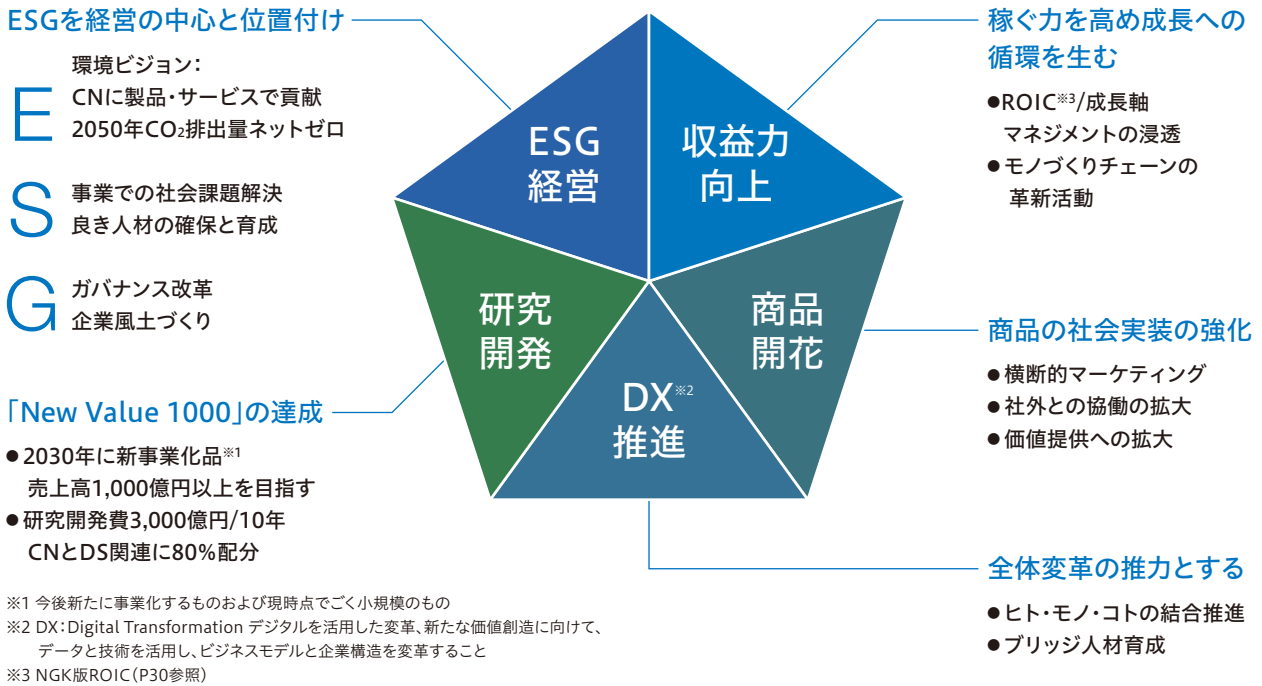 ESGを経営の中心と位置付け
E
環境ビジョン：
CNに製品・サービスで貢献
2050年CO₂排出量ネットゼロ
S
事業での社会課題解決
良き人材の確保と育成
G
ガバナンス改革
企業風土づくり
「New Value 1000」の達成
●2030年に新事業化品※1
売上高1,000億円以上を目指す
●研究開発費3,000億円/10年
CNとDS関連に80%配分
ESG
経営
収益力
向上
研究
開発
商品
開花
DX※2
推進
稼ぐ力を高め成長への
循環を生む
●ROIC※3/成長軸
マネジメントの浸透
●モノづくりチェーンの
革新活動
商品の社会実装の強化
●横断的マーケティング
●社外との協働の拡大
●価値提供への拡大
全体変革の推力とする
●ヒト・モノ・コトの結合推進
●ブリッジ人材育成
※1 今後新たに事業化するものおよび現時点でごく小規模のもの
※2 DX：Digital Transformation デジタルを活用した変革、新たな価値創造に向けて、
データと技術を活用し、ビジネスモデルと企業構造を変革すること
※3 NGK版ROIC（P30参照）